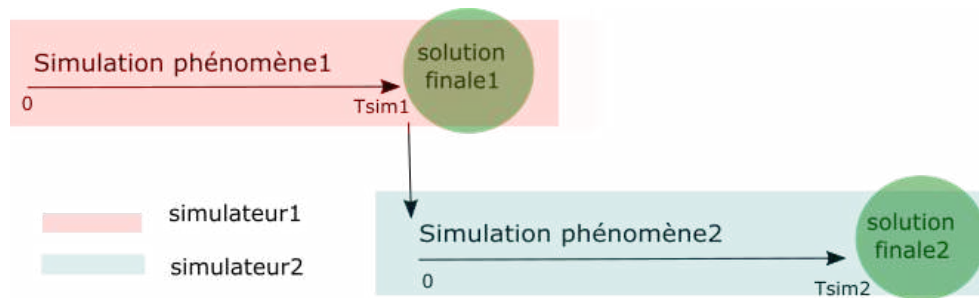 Simulation phénomène1
solution
finale1
0
Tsim1
simulateur1
simulateur2
Simulation phénomène2
solution
finale2
0
Tsim2